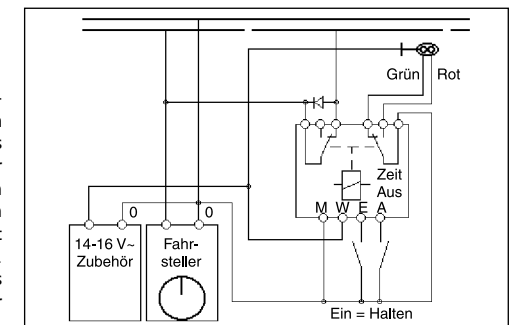 Grün Rot
Zeit
Aus
M W E A
0 0
14-16 V~
Zubehör
Fahr-
steller
Ein = Halten